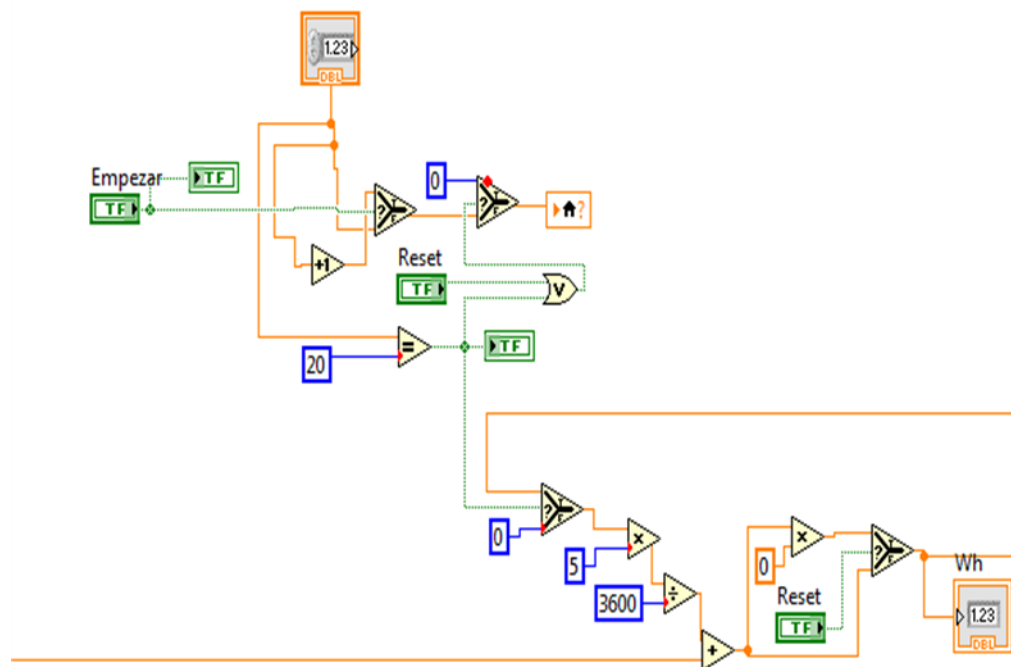 1.23
DBL
Empezar
TF
TF
0
?
T
F
?
T
F
?
+1
Reset
TF
V
=
TF
20
?
T
F
0
×
5
÷
3600
+
×
0
?
T
F
Reset
TF
Wh
1.23
DBL